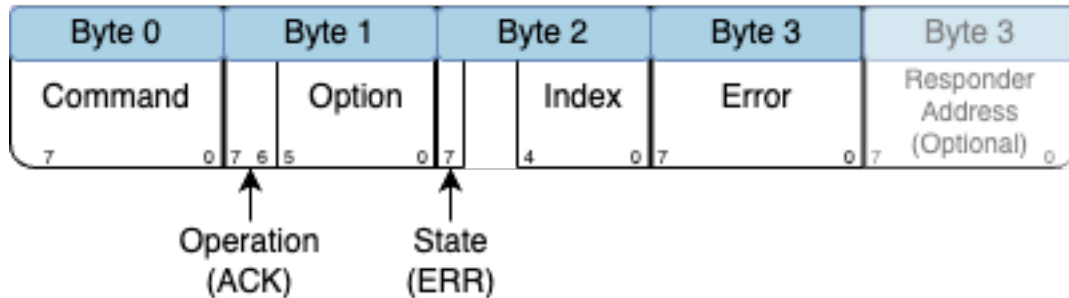 Byte 0 Byte 1 Byte 2 Byte 3 Byte 3
Command Option Index Error Responder
Address
(Optional)
7 0 7 6 5 0 7 4 0 7 0 7 0
Operation State
(ACK) (ERR)